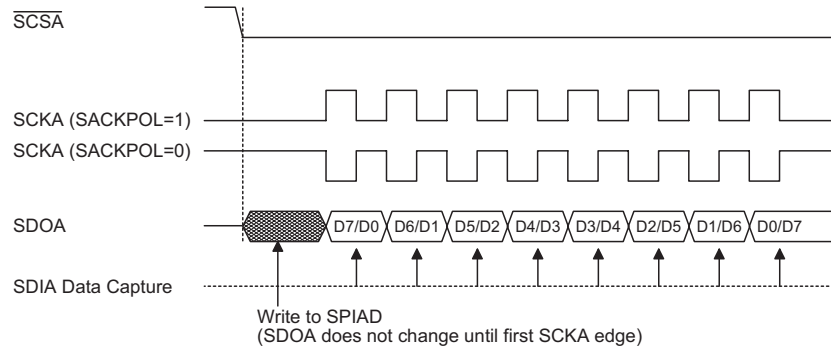 SCSA
SCKA (SACKPOL=1)
SCKA (SACKPOL=0)
SDOA
D7/D0 D6/D1 D5/D2 D4/D3 D3/D4 D2/D5 D1/D6 D0/D7
SDIA Data Capture
Write to SPIAD
(SDOA does not change until first SCKA edge)